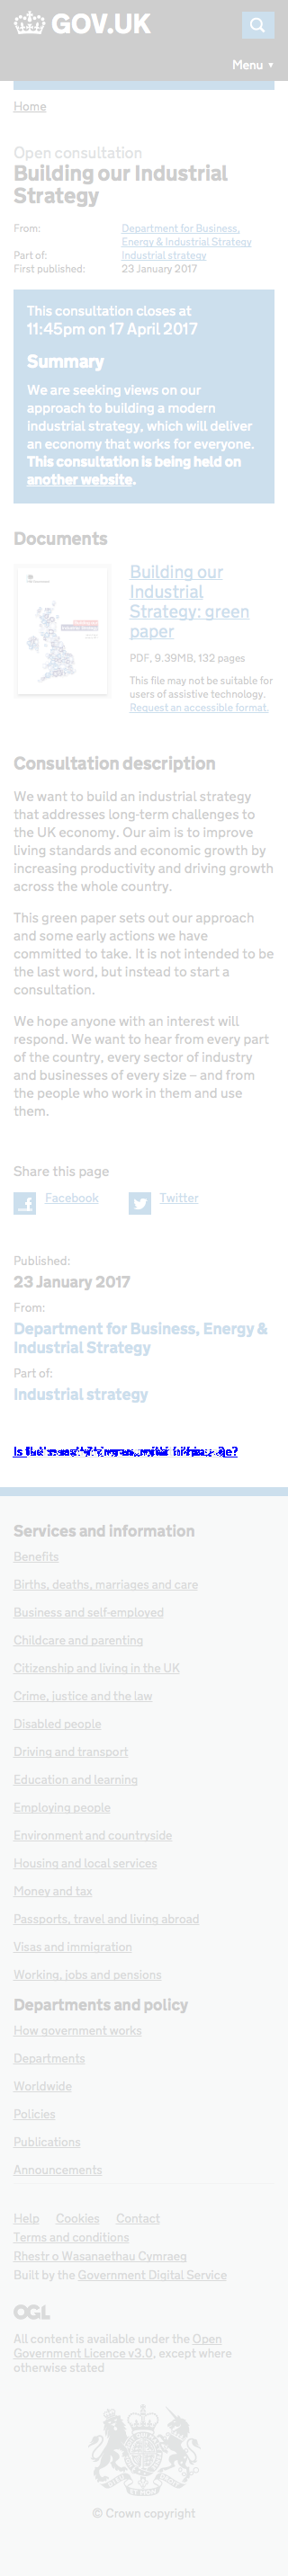 GOV.UK
Menu ▼
Home
Open consultation
Building our Industrial
Strategy
From: Department for Business,
Energy & Industrial Strategy
Part of: Industrial strategy
First published: 23 January 2017
This consultation closes at
11:45pm on 17 April 2017
Summary
We are seeking views on our
approach to building a modern
industrial strategy, which will deliver
an economy that works for everyone.
This consultation is being held on
another website.
Documents
Building our
Industrial
Strategy: green
paper
PDF, 9.39MB, 132 pages
This file may not be suitable for
users of assistive technology.
Request an accessible format.
Consultation description
We want to build an industrial strategy
that addresses long-term challenges to
the UK economy. Our aim is to improve
living standards and economic growth by
increasing productivity and driving growth
across the whole country.
This green paper sets out our approach
and some early actions we have
committed to take. It is not intended to be
the last word, but instead to start a
consultation.
We hope anyone with an interest will
respond. We want to hear from every part
of the country, every sector of industry
and businesses of every size – and from
the people who work in them and use
them.
Share this page
Facebook Twitter
Published:
23 January 2017
From:
Department for Business, Energy &
Industrial Strategy
Part of:
Industrial strategy
Services and information
Benefits
Births, deaths, marriages and care
Business and self-employed
Childcare and parenting
Citizenship and living in the UK
Crime, justice and the law
Disabled people
Driving and transport
Education and learning
Employing people
Environment and countryside
Housing and local services
Money and tax
Passports, travel and living abroad
Visas and immigration
Working, jobs and pensions
Departments and policy
How government works
Departments
Worldwide
Policies
Publications
Announcements
Help Cookies Contact
Terms and conditions
Rhestr o Wasanaethau Cymraeg
Built by the Government Digital Service
OGL
All content is available under the Open
Government Licence v3.0, except where
otherwise stated
© Crown copyright